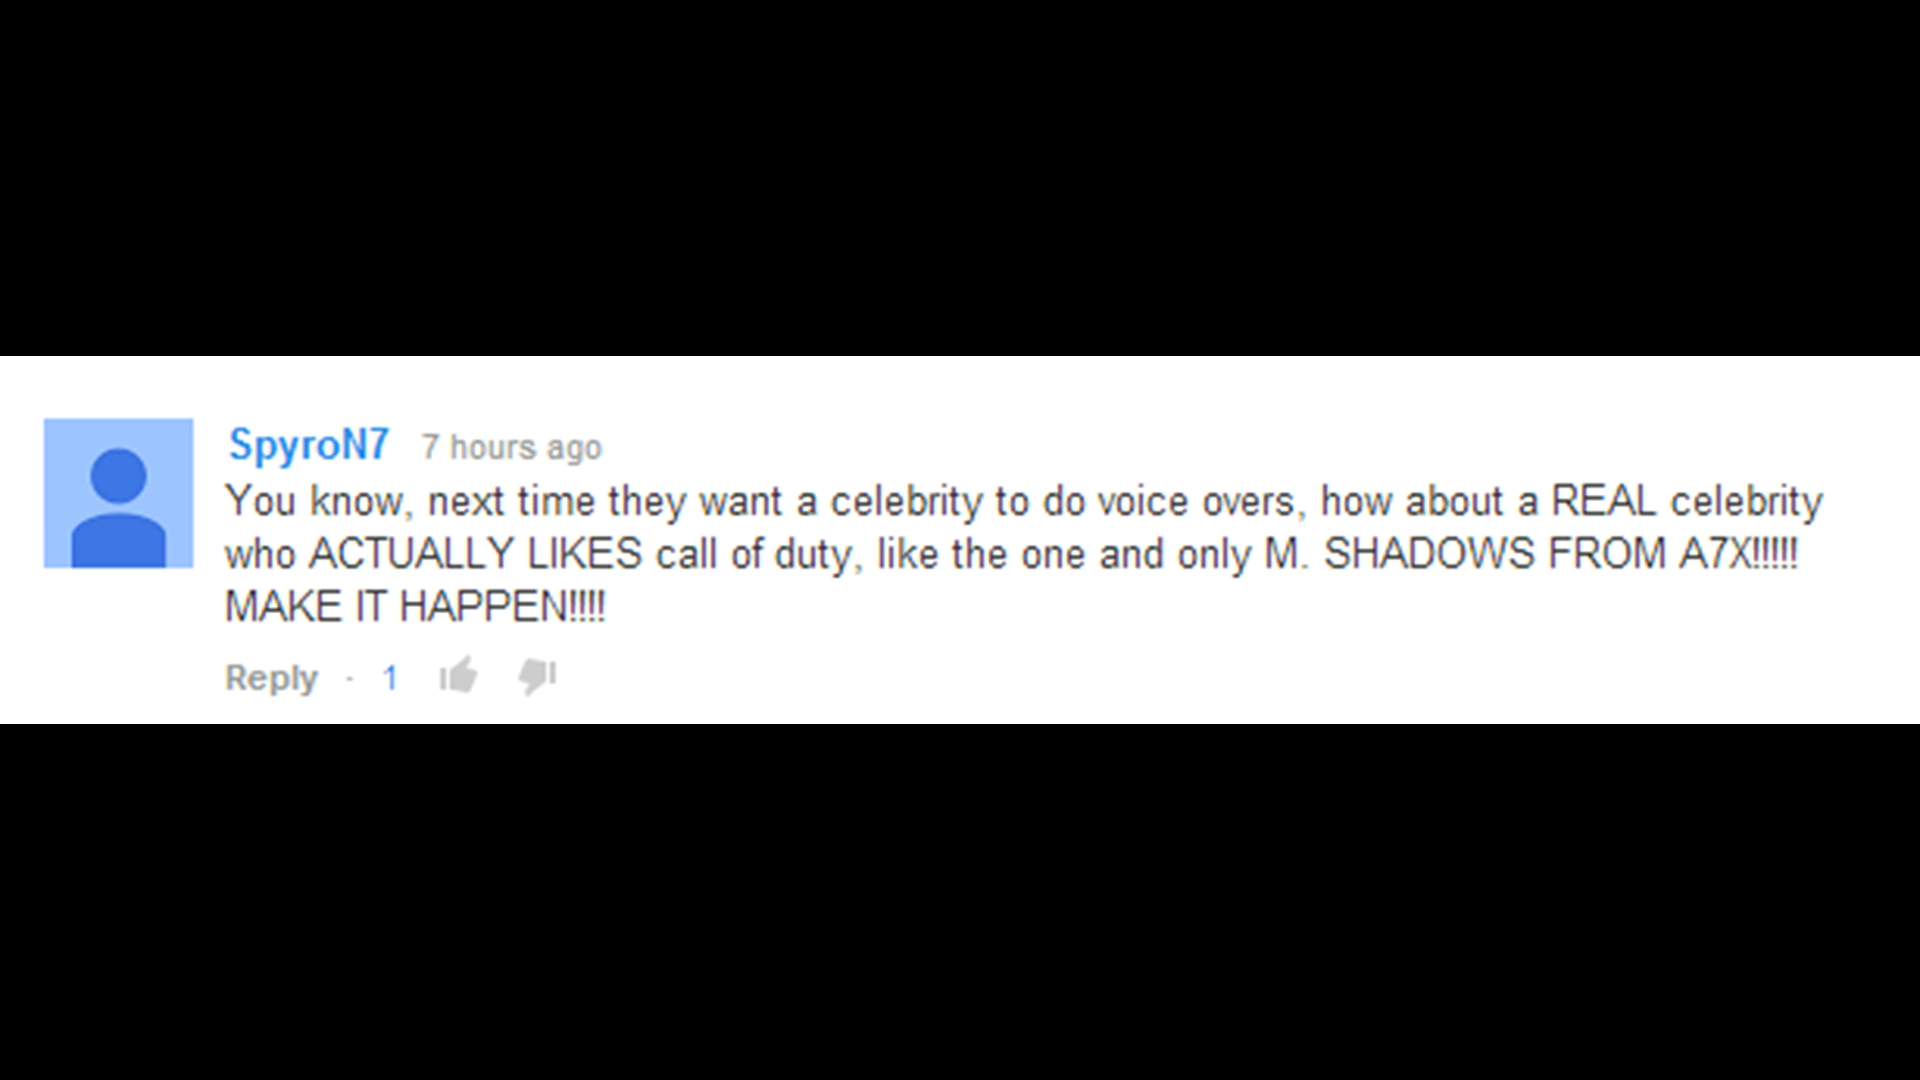 SpyroN7 7 hours ago
You know, next time they want a celebrity to do voice overs, how about a REAL celebrity
who ACTUALLY LIKES call of duty, like the one and only M. SHADOWS FROM A7X!!!!!
MAKE IT HAPPEN!!!!
Reply · 1